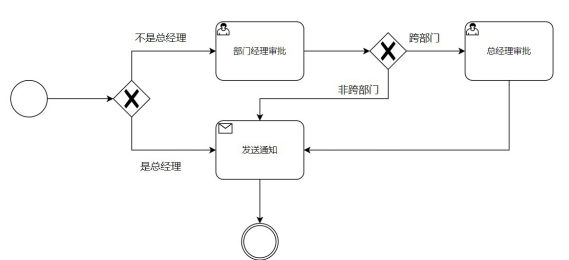 不是总经理
部门经理审批
跨部门
总经理审批
非跨部门
发送通知
是总经理